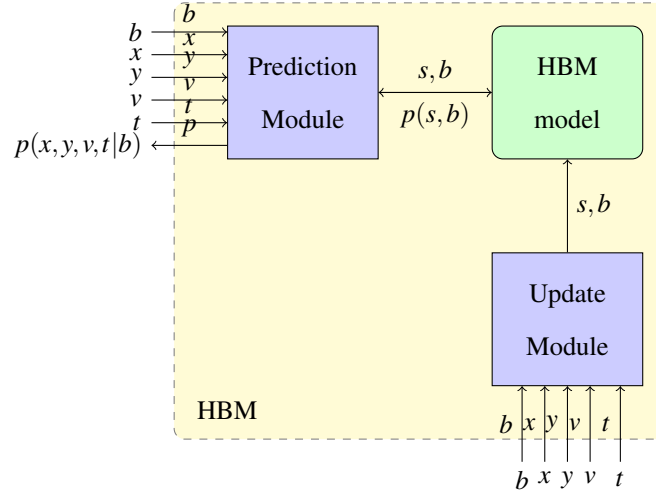 b
b
x
x
y
y
v
v
t
t
p
p(x,y,v,t|b)
Prediction
Module
s,b
p(s,b)
HBM
model
s,b
Update
Module
HBM
b x y v t
b x y v t